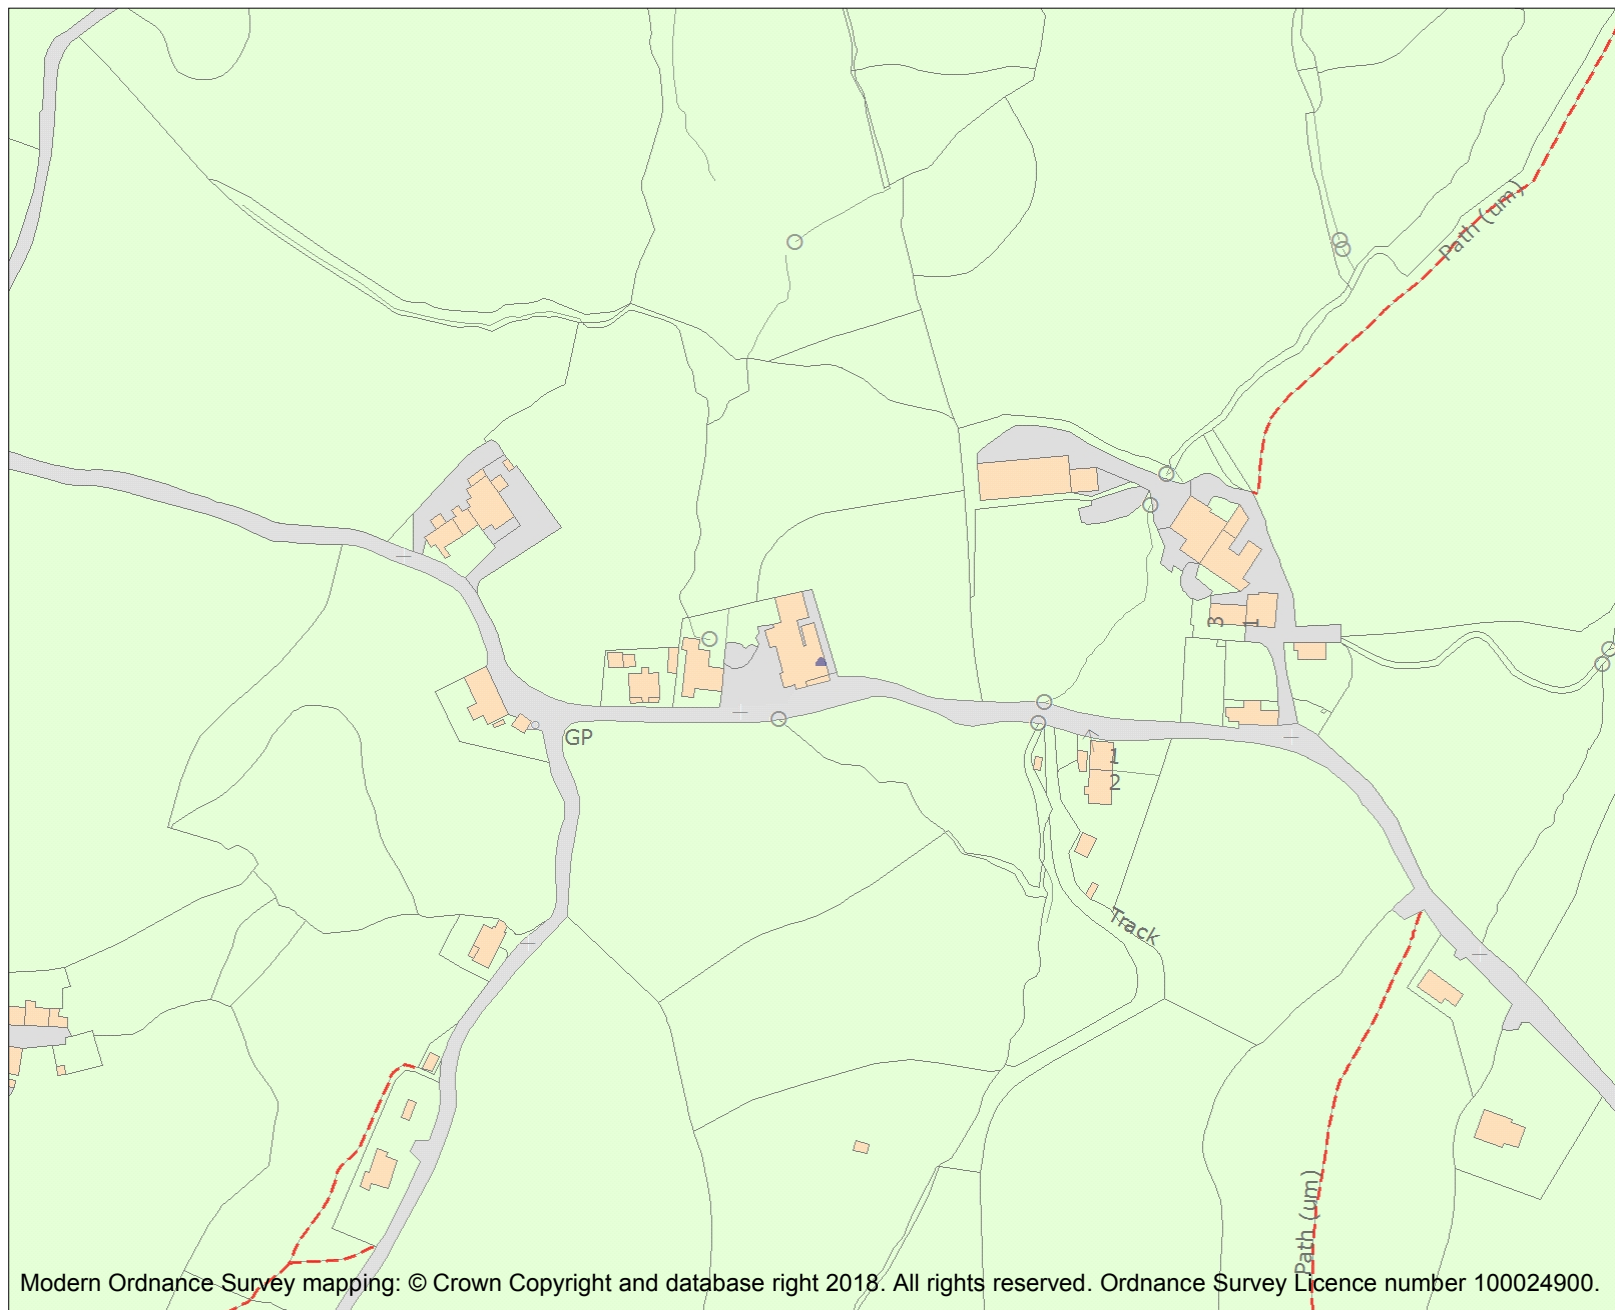 Path (um)
3
1
GP
1
2
Track
Path (um)
Modern Ordnance Survey mapping: © Crown Copyright and database right 2018. All rights reserved. Ordnance Survey Licence number 100024900.